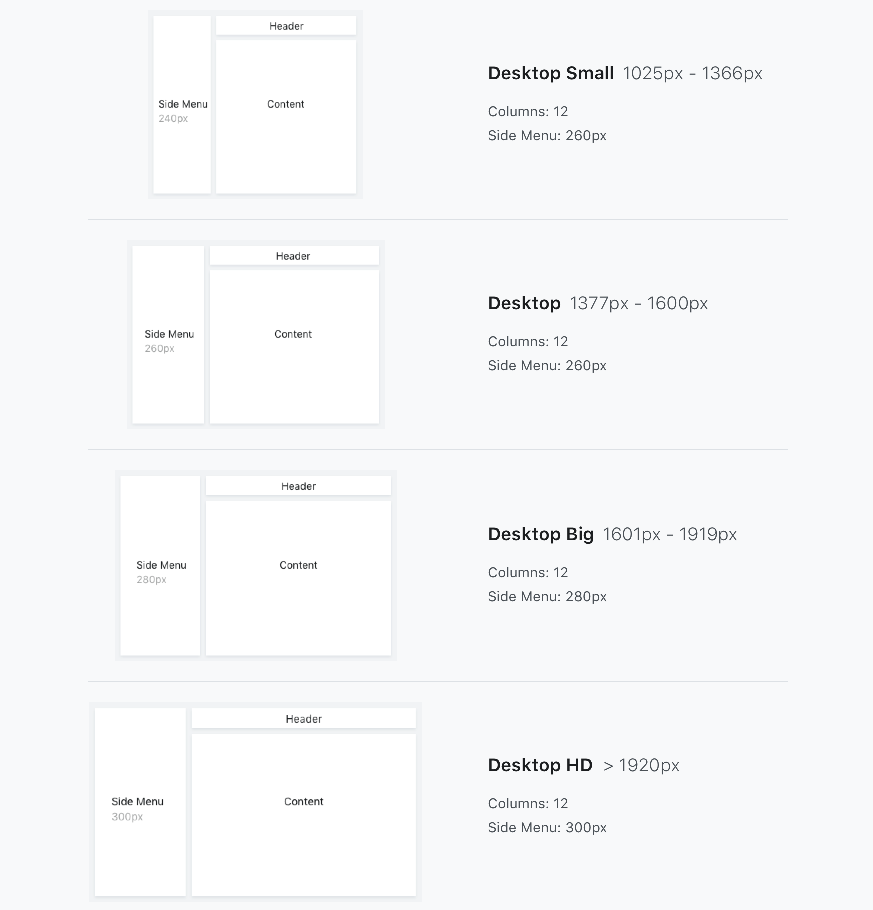 Header
Side Menu
240px
Content
Desktop Small 1025px - 1366px
Columns: 12
Side Menu: 260px
Header
Side Menu
260px
Content
Desktop 1377px - 1600px
Columns: 12
Side Menu: 260px
Header
Side Menu
280px
Content
Desktop Big 1601px - 1919px
Columns: 12
Side Menu: 280px
Header
Side Menu
300px
Content
Desktop HD > 1920px
Columns: 12
Side Menu: 300px